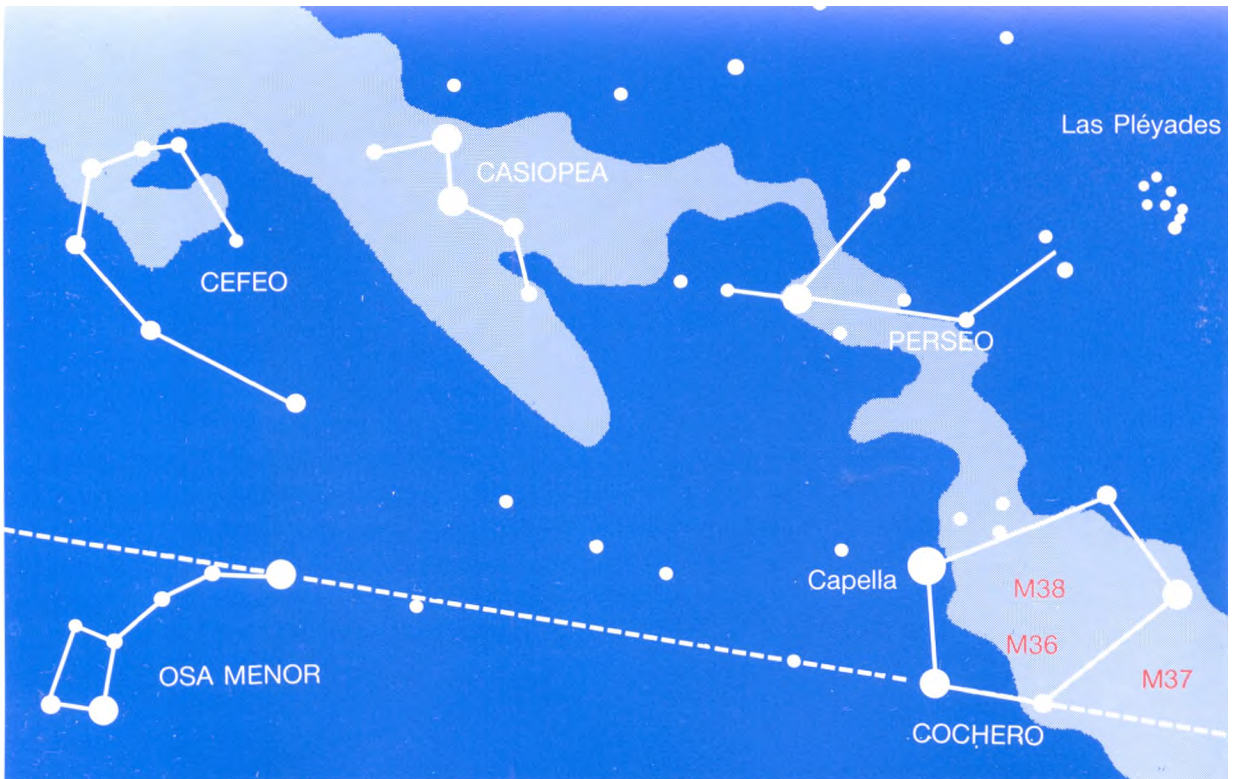 Las Pléyades
CASIOPEA
CEFEO
PERSEO
Capella
M38
M36
OSA MENOR
M37
COCHERO